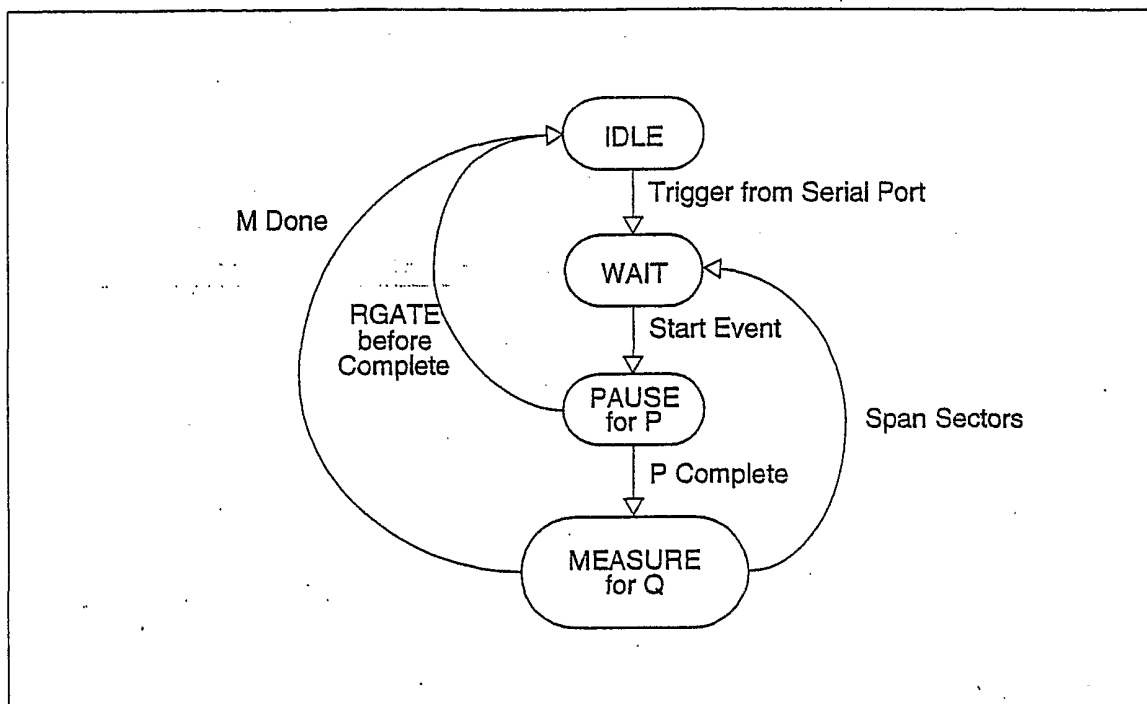 IDLE
Trigger from Serial Port
M Done
WAIT
RGATE
before
Complete
Start Event
PAUSE
for P
Span Sectors
P Complete
MEASURE
for Q